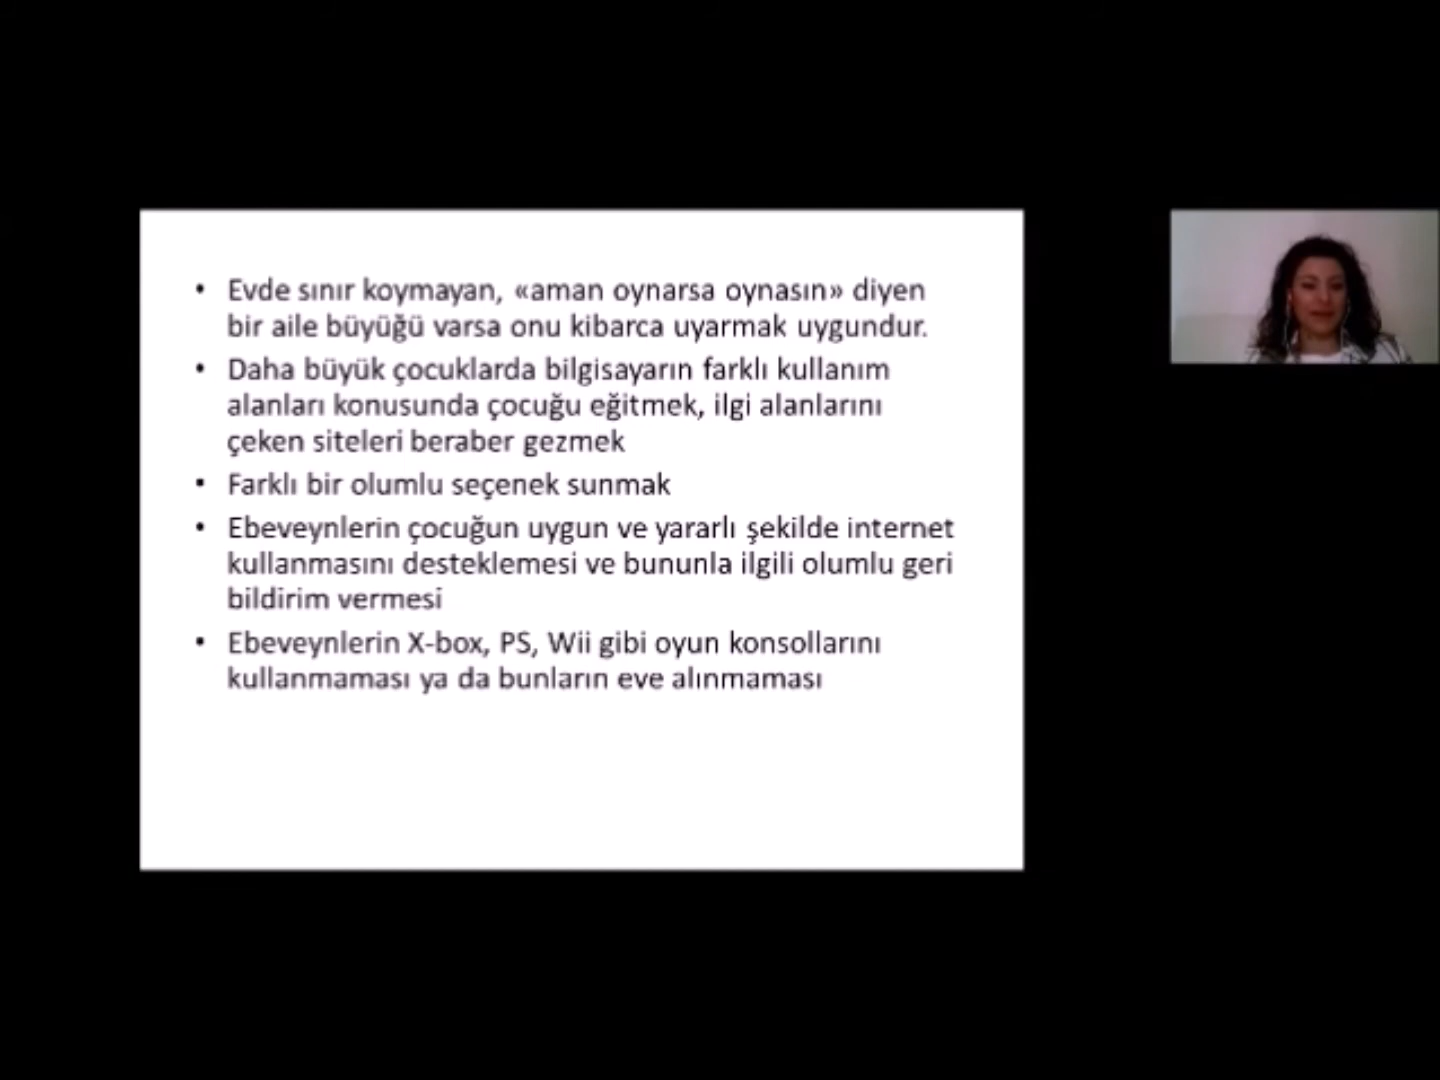 • Evde sınır koymayan, «aman oynarsa oynasın» diyen
bir aile büyüğü varsa onu kibarca uyarmak uygundur.
• Daha büyük çocuklarda bilgisayarın farklı kullanım
alanları konusunda çocuğu eğitmek, ilgi alanlarını
çeken siteleri beraber gezmek
• Farklı bir olumlu seçenek sunmak
• Ebeveynlerin çocuğun uygun ve yararlı şekilde internet
kullanmasını desteklemesi ve bununla ilgili olumlu geri
bildirim vermesi
• Ebeveynlerin X-box, PS, Wii gibi oyun konsollarını
kullanmaması ya da bunların eve alınmaması